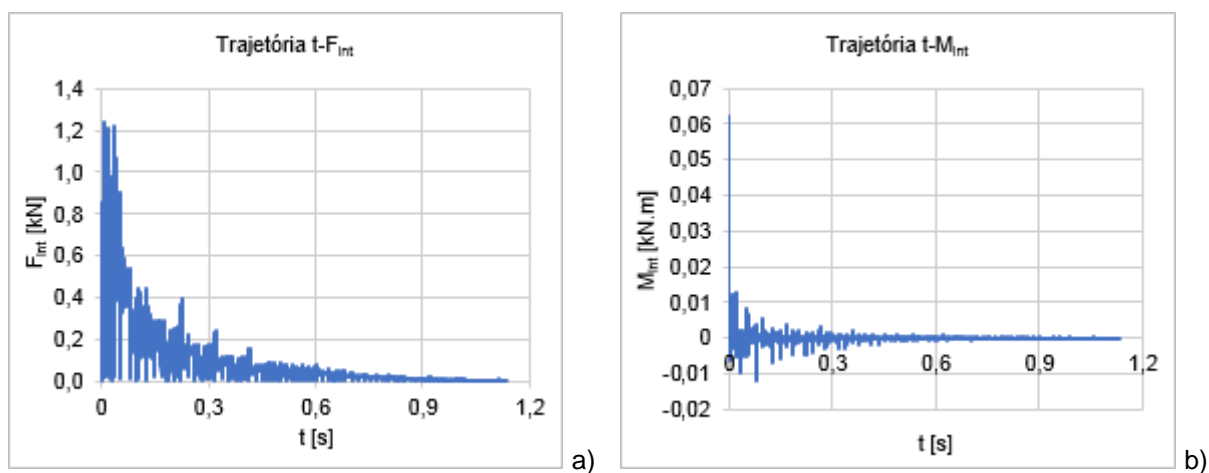 Trajetória t-Fint
1,4
1,2
1,0
0,8
0,6
0,4
0,2
0,0
Fint [kN]
0 0,3 0,6 0,9 1,2
t [s]
a)
Trajetória t-Mint
0,07
0,06
0,05
0,04
0,03
0,02
0,01
0
-0,01
-0,02
Mint [kN.m]
0 0,3 0,6 0,9 1,2
t [s]
b)